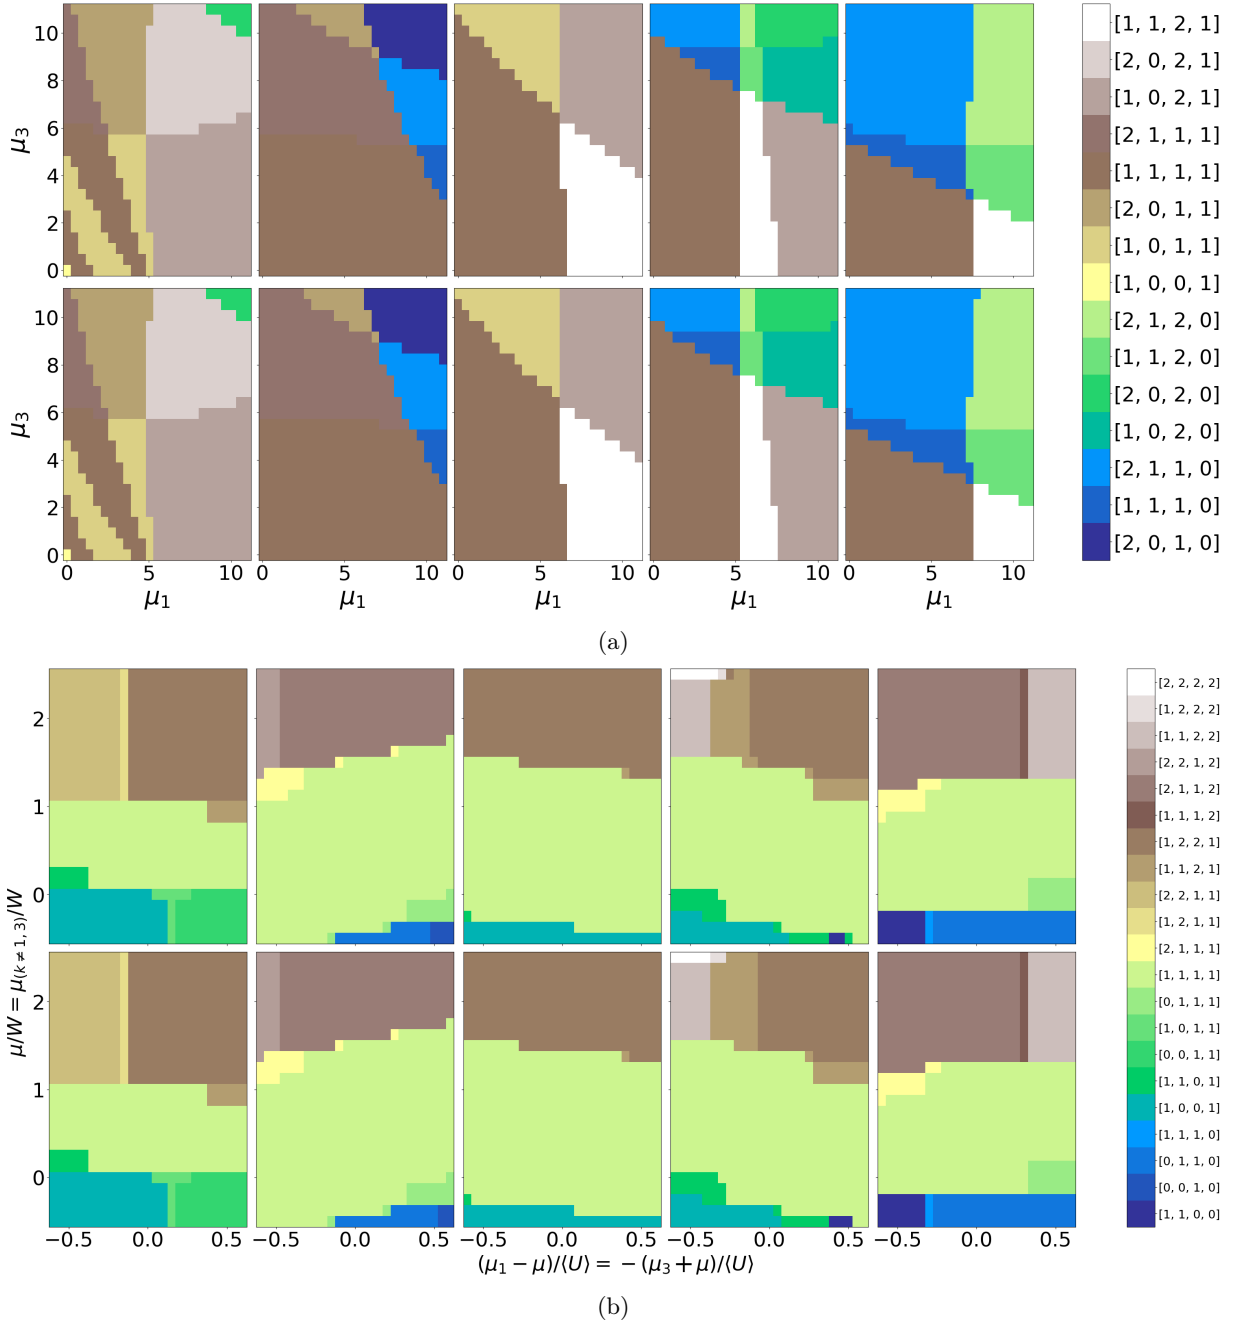 10
8
6
4
2
0
μ₃
10
8
6
4
2
0
μ₃
0 5 10 0 5 10 0 5 10 0 5 10 0 5 10
μ₁ μ₁ μ₁ μ₁ μ₁
[1, 1, 2, 1]
[2, 0, 2, 1]
[1, 0, 2, 1]
[2, 1, 1, 1]
[1, 1, 1, 1]
[2, 0, 1, 1]
[1, 0, 1, 1]
[1, 0, 0, 1]
[2, 1, 2, 0]
[1, 1, 2, 0]
[2, 0, 2, 0]
[1, 0, 2, 0]
[2, 1, 1, 0]
[1, 1, 1, 0]
[2, 0, 1, 0]
(a)
2
1
0
2
1
0
μ/W = μ(k ≠ 1, 3)/W
−0.5 0.0 0.5 −0.5 0.0 0.5 −0.5 0.0 0.5 −0.5 0.0 0.5 −0.5 0.0 0.5
(μ₁ − μ)/⟨U⟩ = − (μ₃ + μ)/⟨U⟩
[2, 2, 2, 2]
[1, 2, 2, 2]
[1, 1, 2, 2]
[2, 2, 1, 2]
[2, 1, 1, 2]
[1, 1, 1, 2]
[1, 2, 2, 1]
[1, 1, 2, 1]
[2, 2, 1, 1]
[1, 2, 1, 1]
[2, 1, 1, 1]
[1, 1, 1, 1]
[0, 1, 1, 1]
[1, 0, 1, 1]
[0, 0, 1, 1]
[1, 1, 0, 1]
[1, 0, 0, 1]
[1, 1, 1, 0]
[0, 1, 1, 0]
[0, 0, 1, 0]
[1, 1, 0, 0]
(b)